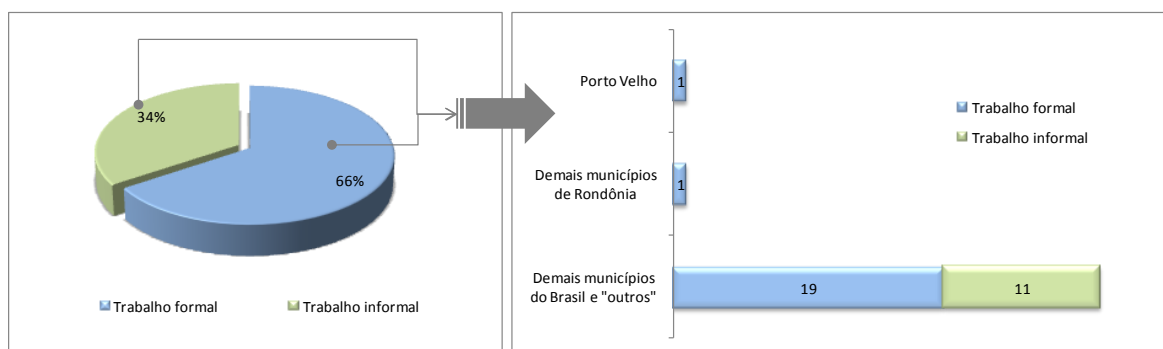 34%
66%
Trabalho formal
Trabalho informal
Porto Velho
1
Trabalho formal
Trabalho informal
Demais municípios
de Rondônia
1
Demais municípios
do Brasil e "outros"
19
11